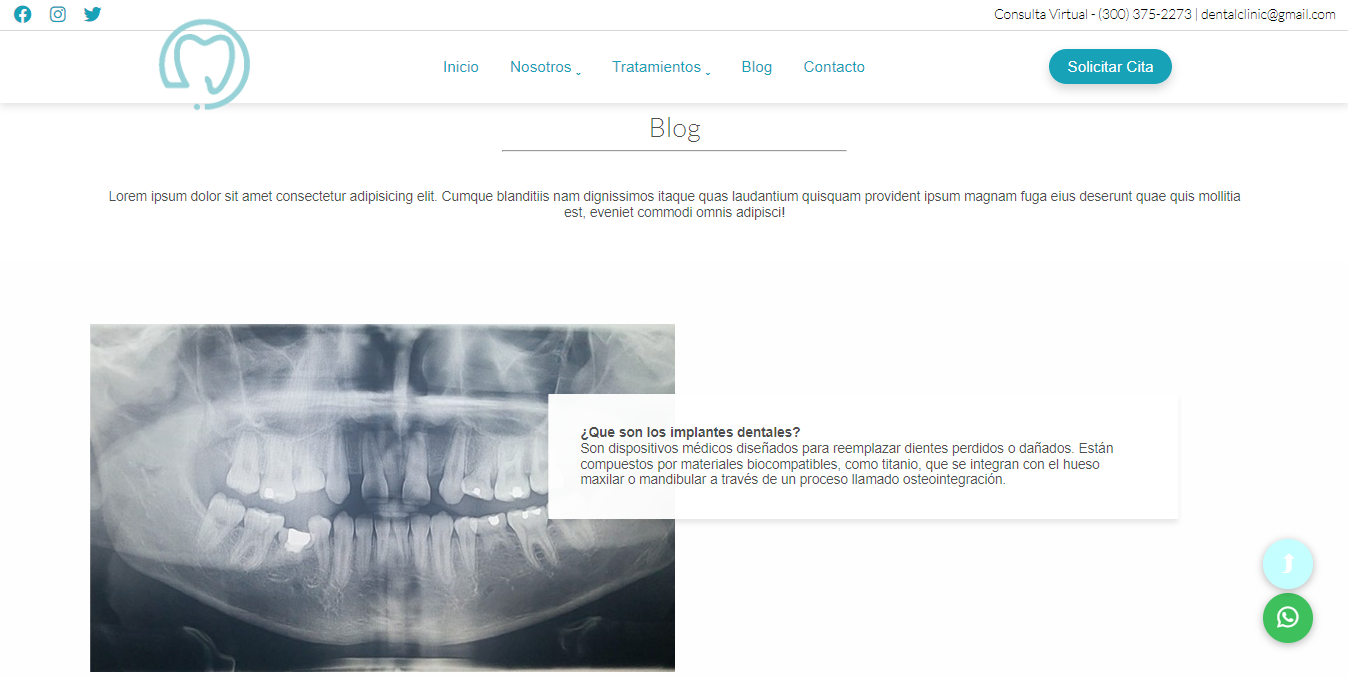 Consulta Virtual - (300) 375-2273 | dentalclinic@gmail.com
Inicio Nosotros Tratamientos Blog Contacto Solicitar Cita
Blog
Lorem ipsum dolor sit amet consectetur adipisicing elit. Cumque blanditiis nam dignissimos itaque quas laudantium quisquam provident ipsum magnam fuga eius deserunt quae quis mollitia
est, eveniet commodi omnis adipisci!
¿Que son los implantes dentales?
Son dispositivos médicos diseñados para reemplazar dientes perdidos o dañados. Están
compuestos por materiales biocompatibles, como titanio, que se integran con el hueso
maxilar o mandibular a través de un proceso llamado osteointegración.